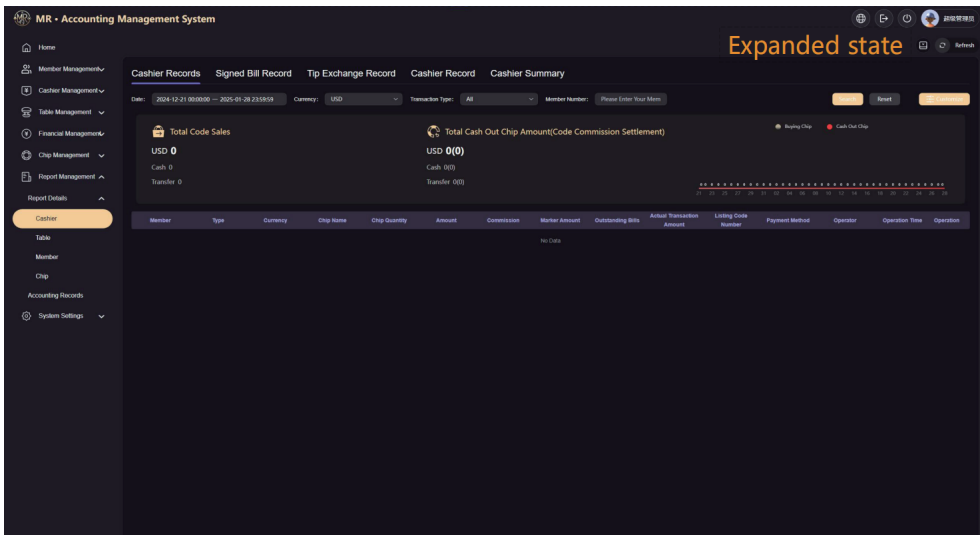 MR • Accounting Management System
超级管理员
Home
Expanded state
Refresh
Member Management
Cashier Records Signed Bill Record Tip Exchange Record Cashier Record Cashier Summary
Cashier Management
Date: 2024-12-21 00:00:00 — 2025-01-28 23:59:59 Currency: USD Transaction Type: All Member Number: Please Enter Your Mem Reset
Table Management
Financial Management
Total Code Sales
Total Cash Out Chip Amount(Code Commission Settlement)
Buying Chip Cash Out Chip
Chip Management
USD 0
USD 0(0)
Cash 0
Cash 0(0)
Report Management
Transfer 0
Transfer 0(0)
Report Details
Cashier
Member Type Currency Chip Name Chip Quantity Amount Commission Marker Amount Outstanding Bills Actual Transaction Amount Listing Code Number Payment Method Operator Operation Time Operation
Table
No Data
Member
Chip
Accounting Records
System Settings